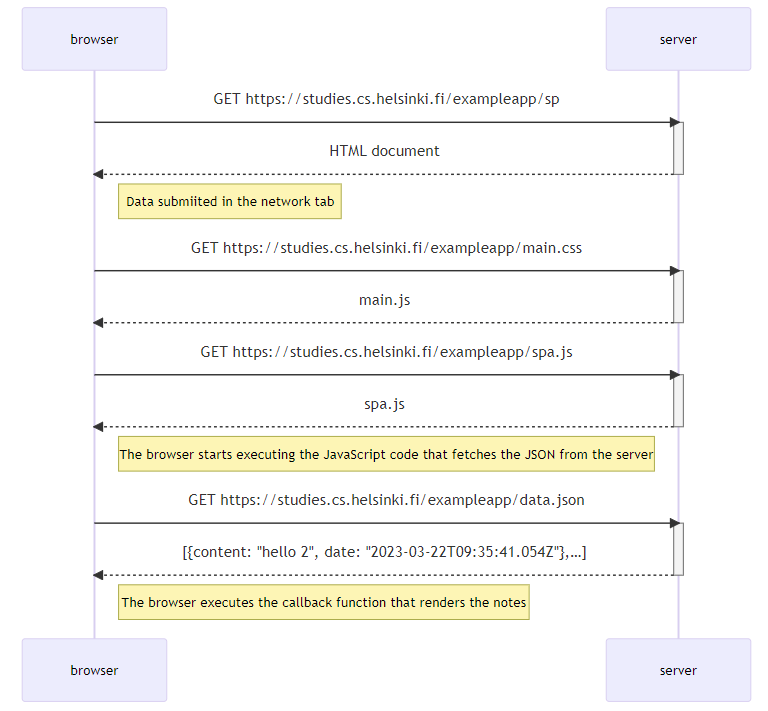 browser server
GET https://studies.cs.helsinki.fi/exampleapp/sp
HTML document
Data submiited in the network tab
GET https://studies.cs.helsinki.fi/exampleapp/main.css
main.js
GET https://studies.cs.helsinki.fi/exampleapp/spa.js
spa.js
The browser starts executing the JavaScript code that fetches the JSON from the server
GET https://studies.cs.helsinki.fi/exampleapp/data.json
[{content: "hello 2", date: "2023-03-22T09:35:41.054Z"},...]
The browser executes the callback function that renders the notes
browser server